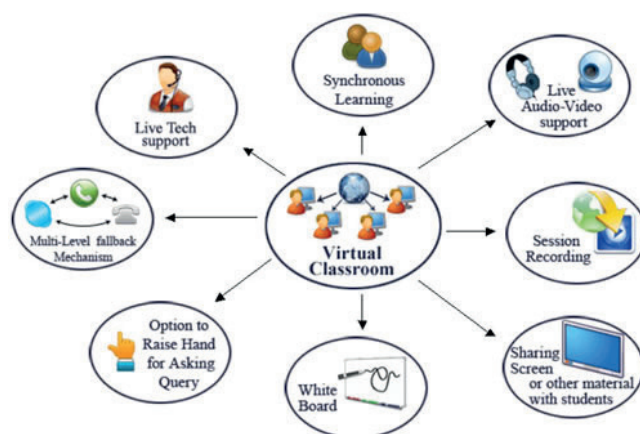 Synchronous
Learning
Live
Audio-Video
support
Live Tech
support
Multi-Level fallback
Mechanism
Virtual
Classroom
Session
Recording
Option to
Raise Hand
for Asking
Query
White
Board
Sharing
Screen
or other material
with students